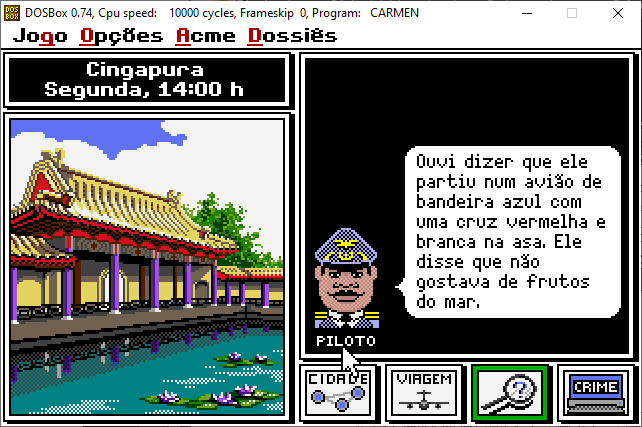 DOS
BOX
DOSBox 0.74, Cpu speed: 10000 cycles, Frameskip 0, Program: CARMEN
Jogo Opções Acme Dossiês
Cingapura
Segunda, 14:00 h
Ouvi dizer que ele
partiu num avião de
bandeira azul com
uma cruz vermelha e
branca na asa. Ele
disse que não
gostava de frutos
do mar.
PILOTO
CIDADE
VIAGEM
?
CRIME